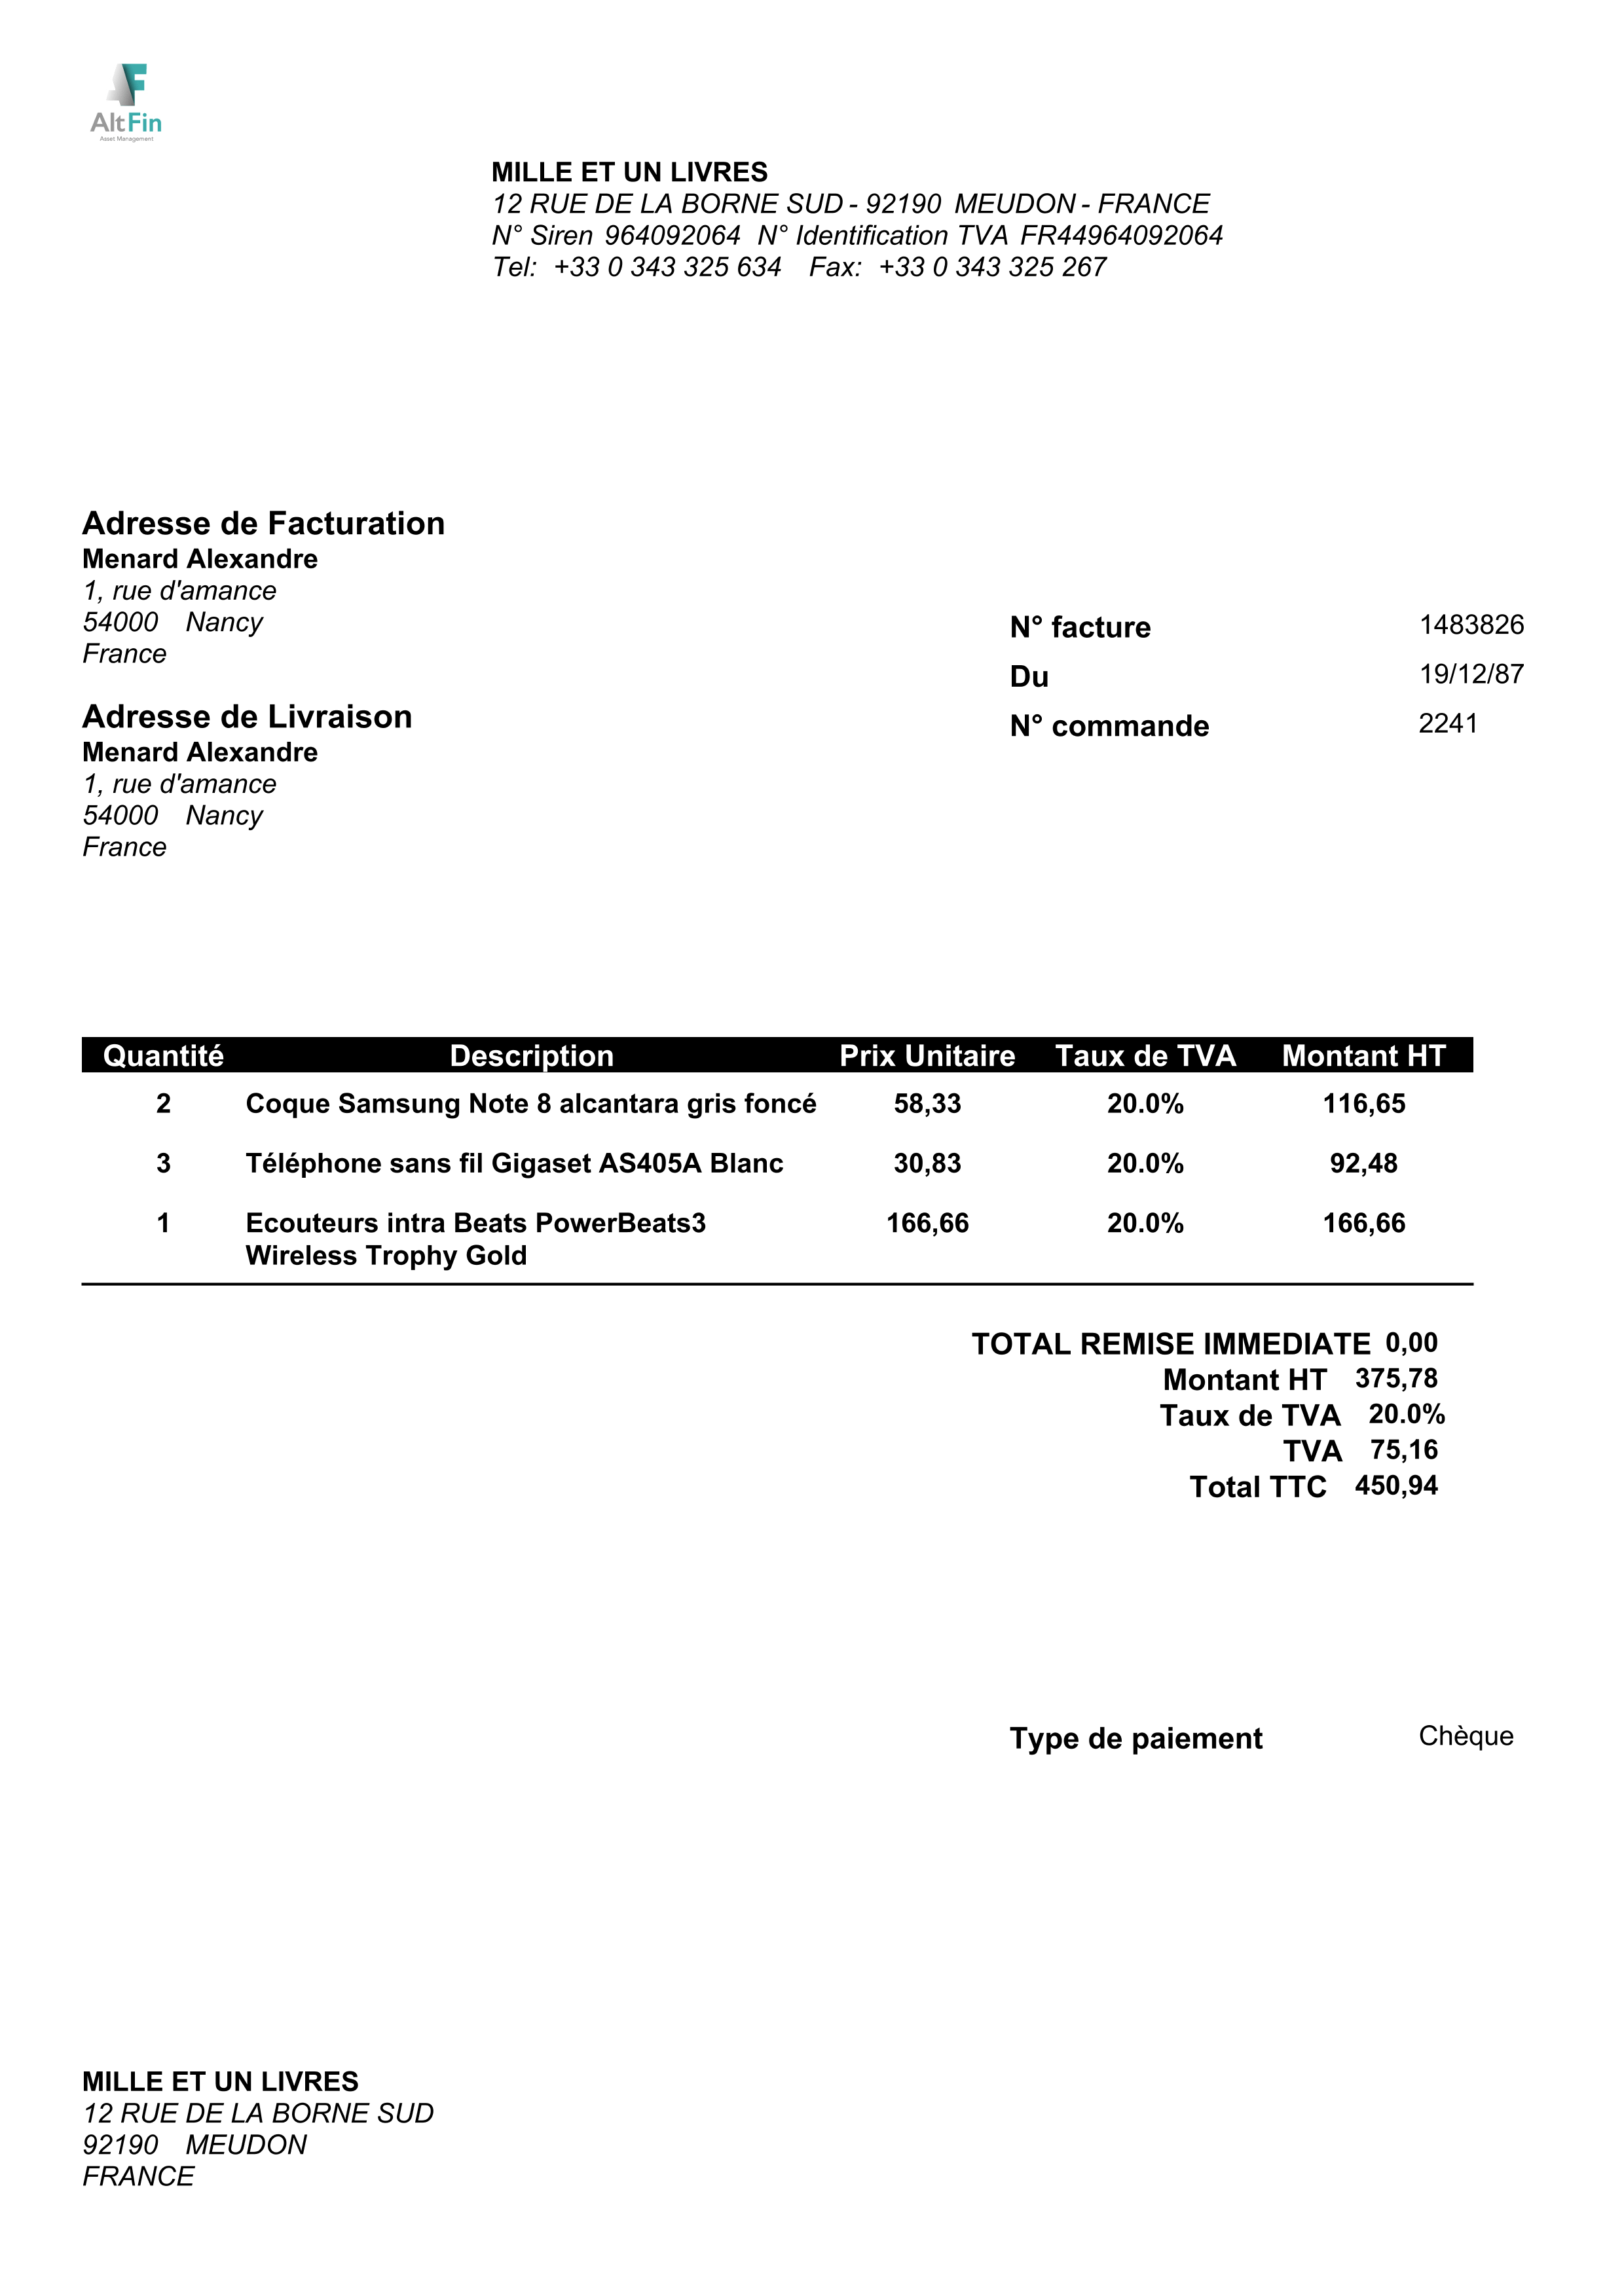 AF
AltFin
Asset Management
MILLE ET UN LIVRES
12 RUE DE LA BORNE SUD - 92190 MEUDON - FRANCE
N° Siren 964092064 N° Identification TVA FR44964092064
Tel: +33 0 343 325 634 Fax: +33 0 343 325 267
Adresse de Facturation
Menard Alexandre
1, rue d'amance
54000 Nancy
France
N° facture 1483826
Du 19/12/87
N° commande 2241
Adresse de Livraison
Menard Alexandre
1, rue d'amance
54000 Nancy
France
Quantité Description Prix Unitaire Taux de TVA Montant HT
2 Coque Samsung Note 8 alcantara gris foncé 58,33 20.0% 116,65
3 Téléphone sans fil Gigaset AS405A Blanc 30,83 20.0% 92,48
1 Ecouteurs intra Beats PowerBeats3 166,66 20.0% 166,66
Wireless Trophy Gold
TOTAL REMISE IMMEDIATE 0,00
Montant HT 375,78
Taux de TVA 20.0%
TVA 75,16
Total TTC 450,94
Type de paiement Chèque
MILLE ET UN LIVRES
12 RUE DE LA BORNE SUD
92190 MEUDON
FRANCE